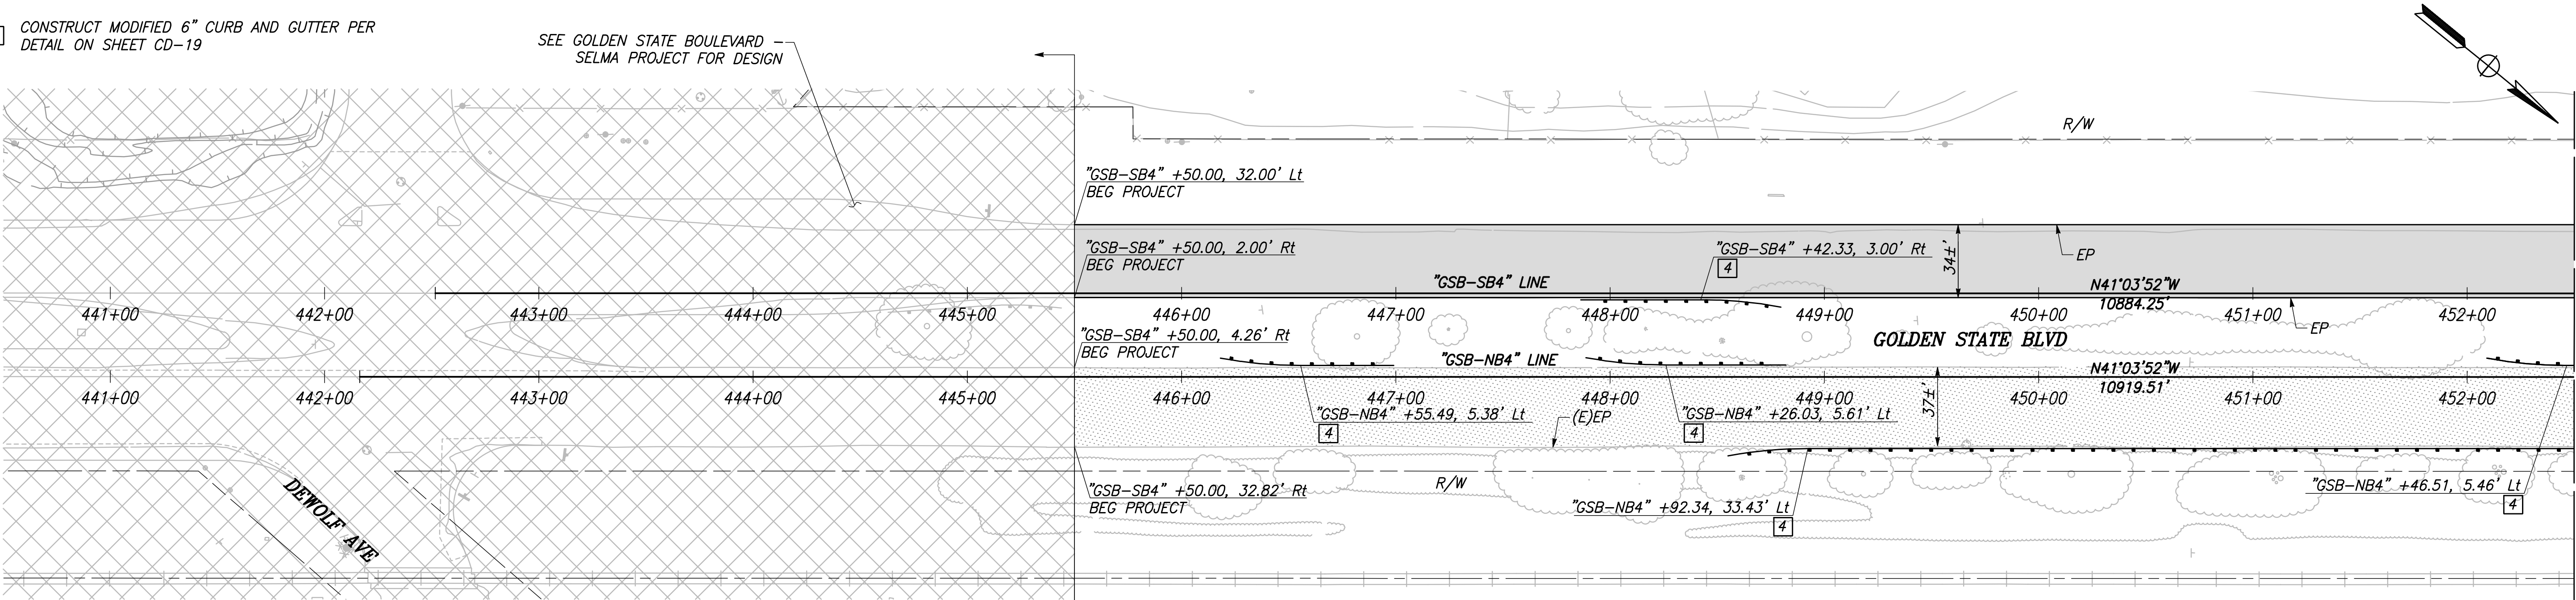 CONSTRUCT MODIFIED 6" CURB AND GUTTER PER
DETAIL ON SHEET CD-19
SEE GOLDEN STATE BOULEVARD
SELMA PROJECT FOR DESIGN
R/W
"GSB-SB4" +50.00, 32.00' Lt
BEG PROJECT
"GSB-SB4" +50.00, 2.00' Rt
BEG PROJECT
"GSB-SB4" +42.33, 3.00' Rt
4
34±'
EP
"GSB-SB4" LINE
N41°03'52"W
10884.25'
441+00 442+00 443+00 444+00 445+00 446+00 447+00 448+00 449+00 450+00 451+00 452+00
EP
"GSB-SB4" +50.00, 4.26' Rt
BEG PROJECT
GOLDEN STATE BLVD
"GSB-NB4" LINE
N41°03'52"W
10919.51'
441+00 442+00 443+00 444+00 445+00 446+00 447+00 448+00 449+00 450+00 451+00 452+00
37±'
"GSB-NB4" +55.49, 5.38' Lt
4
(E)EP
"GSB-NB4" +26.03, 5.61' Lt
4
DEWOLF AVE
"GSB-SB4" +50.00, 32.82' Rt
BEG PROJECT
R/W
"GSB-NB4" +92.34, 33.43' Lt
4
"GSB-NB4" +46.51, 5.46' Lt
4